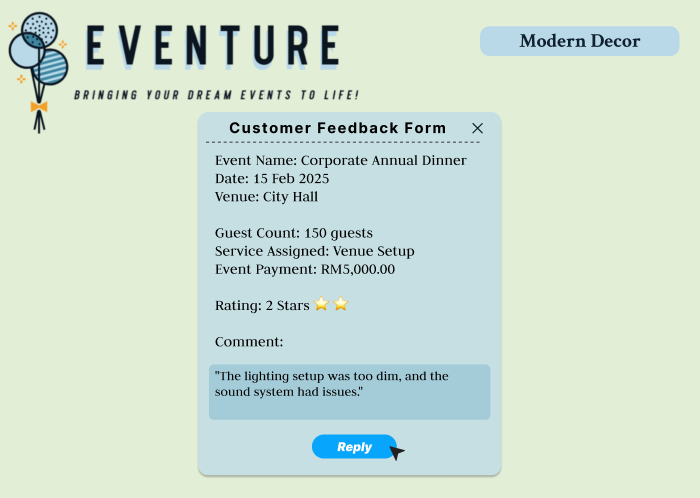 EVENTURE
BRINGING YOUR DREAM EVENTS TO LIFE!
Modern Decor
Customer Feedback Form
Event Name: Corporate Annual Dinner
Date: 15 Feb 2025
Venue: City Hall
Guest Count: 150 guests
Service Assigned: Venue Setup
Event Payment: RM5,000.00
Rating: 2 Stars ⭐⭐
Comment:
"The lighting setup was too dim, and the
sound system had issues."
Reply